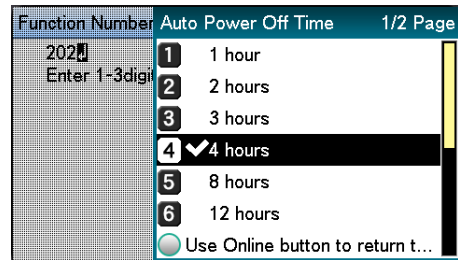 Function Number
202
Enter 1-3digi
Auto Power Off Time 1/2 Page
1 1 hour
2 2 hours
3 3 hours
4 4 hours
5 8 hours
6 12 hours
Use Online button to return t...